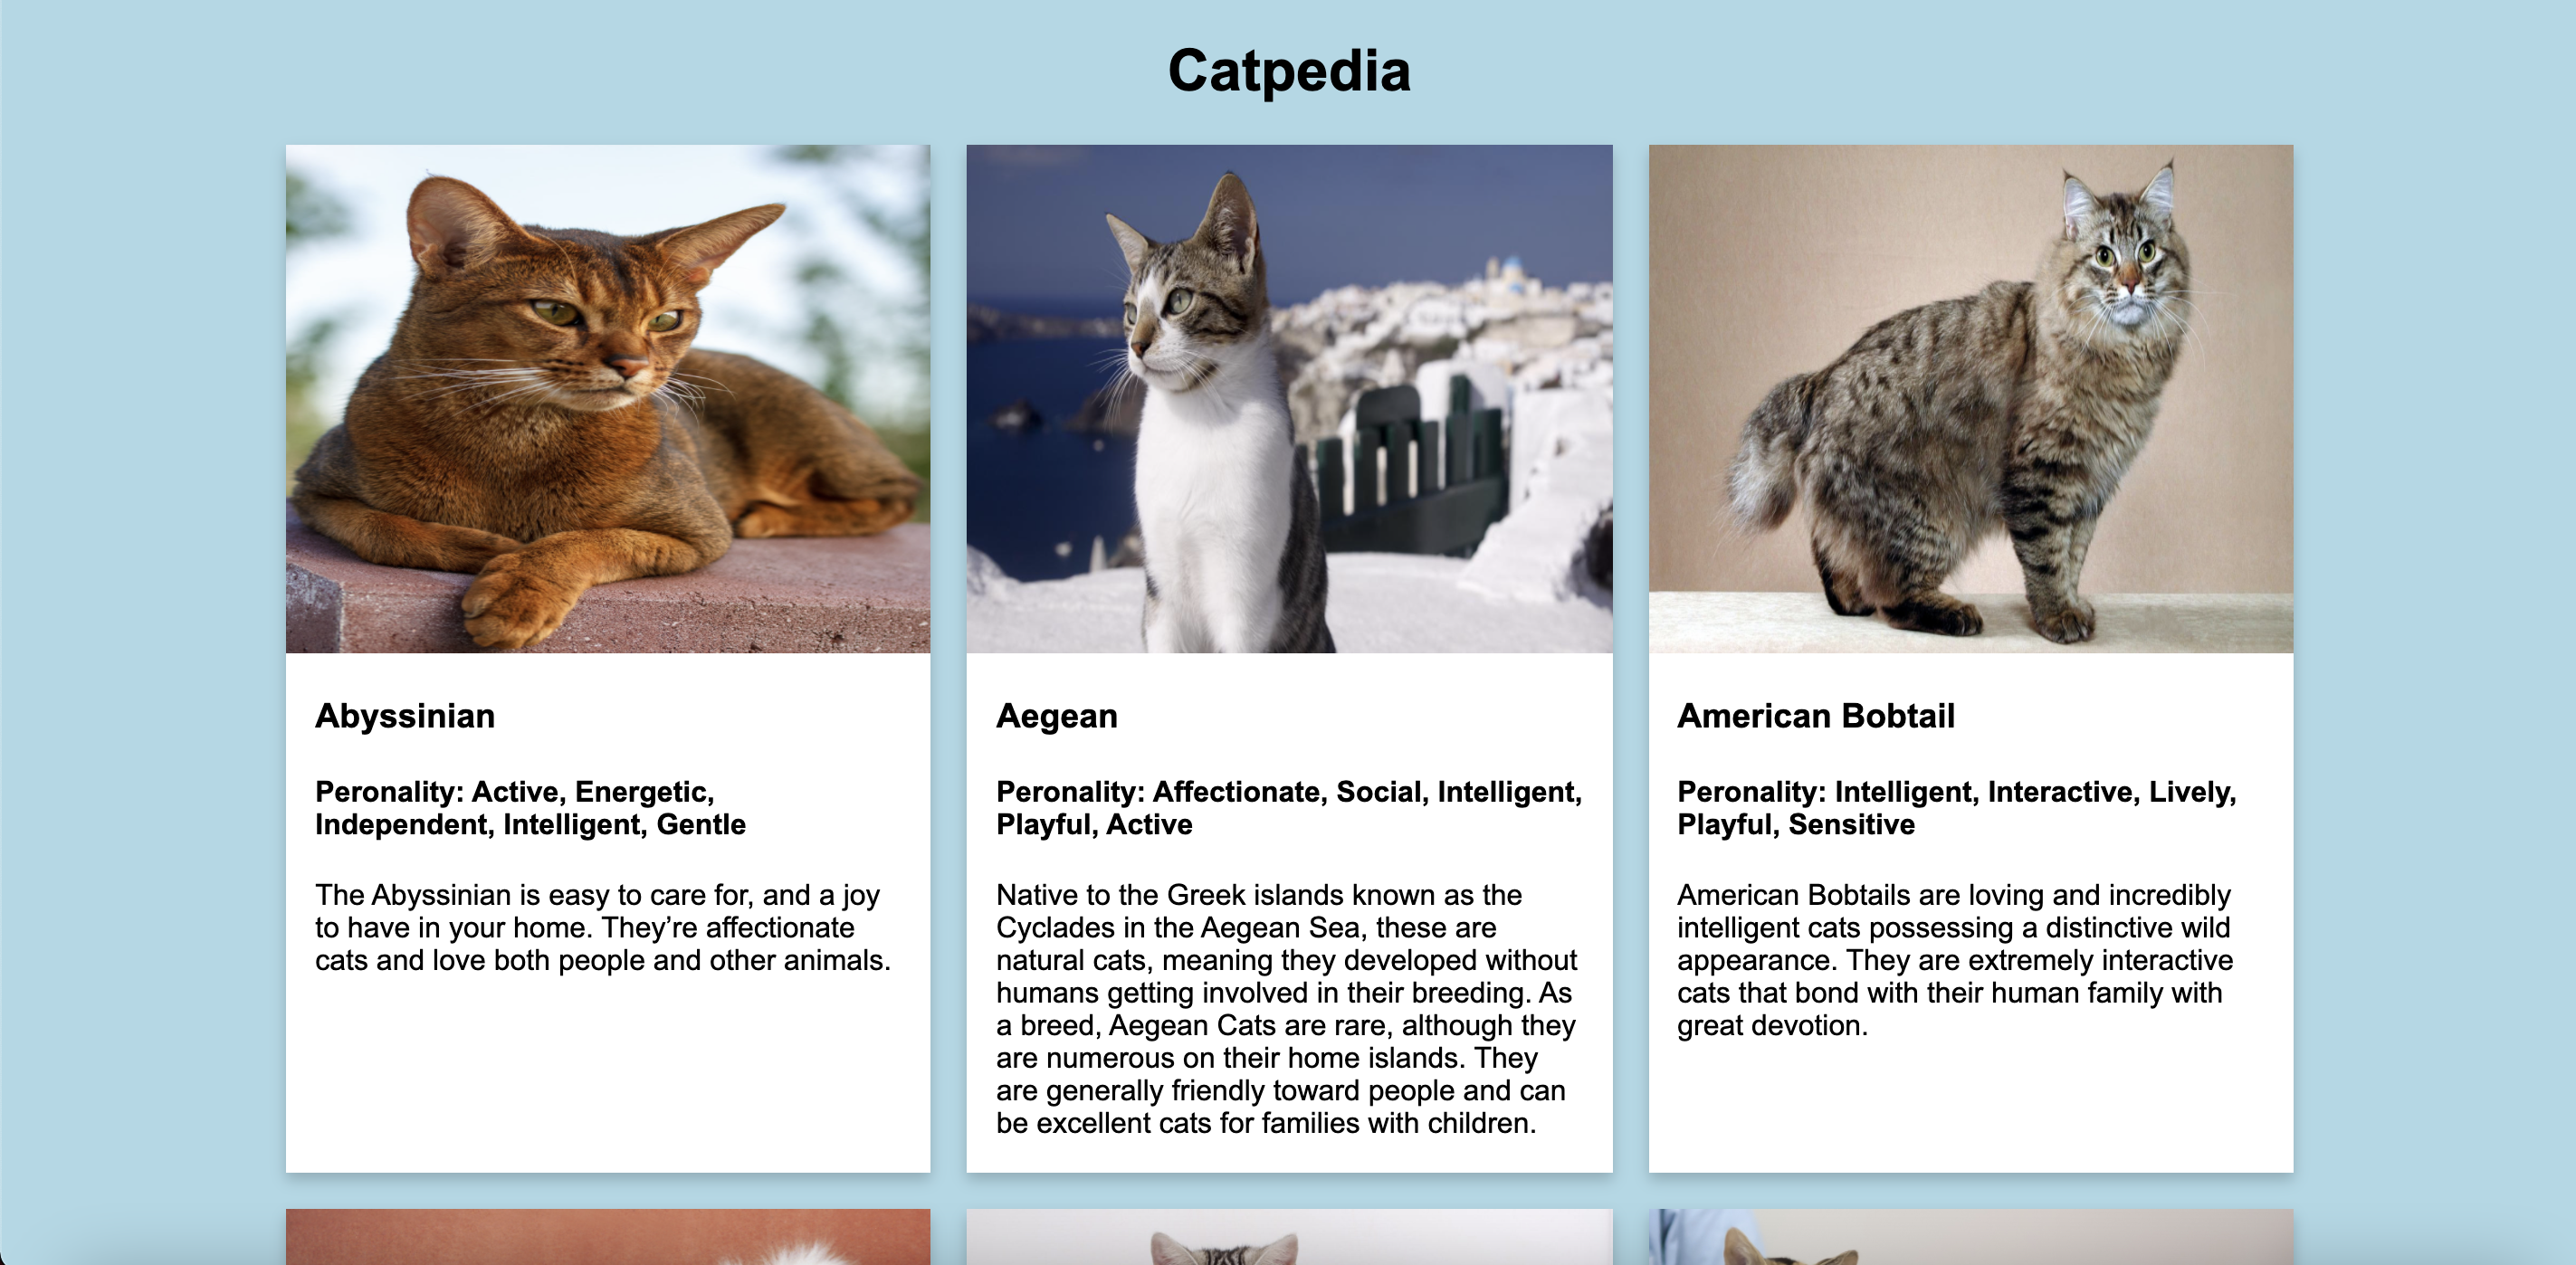 Catpedia
Abyssinian
Peronality: Active, Energetic,
Independent, Intelligent, Gentle
The Abyssinian is easy to care for, and a joy
to have in your home. They’re affectionate
cats and love both people and other animals.
Aegean
Peronality: Affectionate, Social, Intelligent,
Playful, Active
Native to the Greek islands known as the
Cyclades in the Aegean Sea, these are
natural cats, meaning they developed without
humans getting involved in their breeding. As
a breed, Aegean Cats are rare, although they
are numerous on their home islands. They
are generally friendly toward people and can
be excellent cats for families with children.
American Bobtail
Peronality: Intelligent, Interactive, Lively,
Playful, Sensitive
American Bobtails are loving and incredibly
intelligent cats possessing a distinctive wild
appearance. They are extremely interactive
cats that bond with their human family with
great devotion.